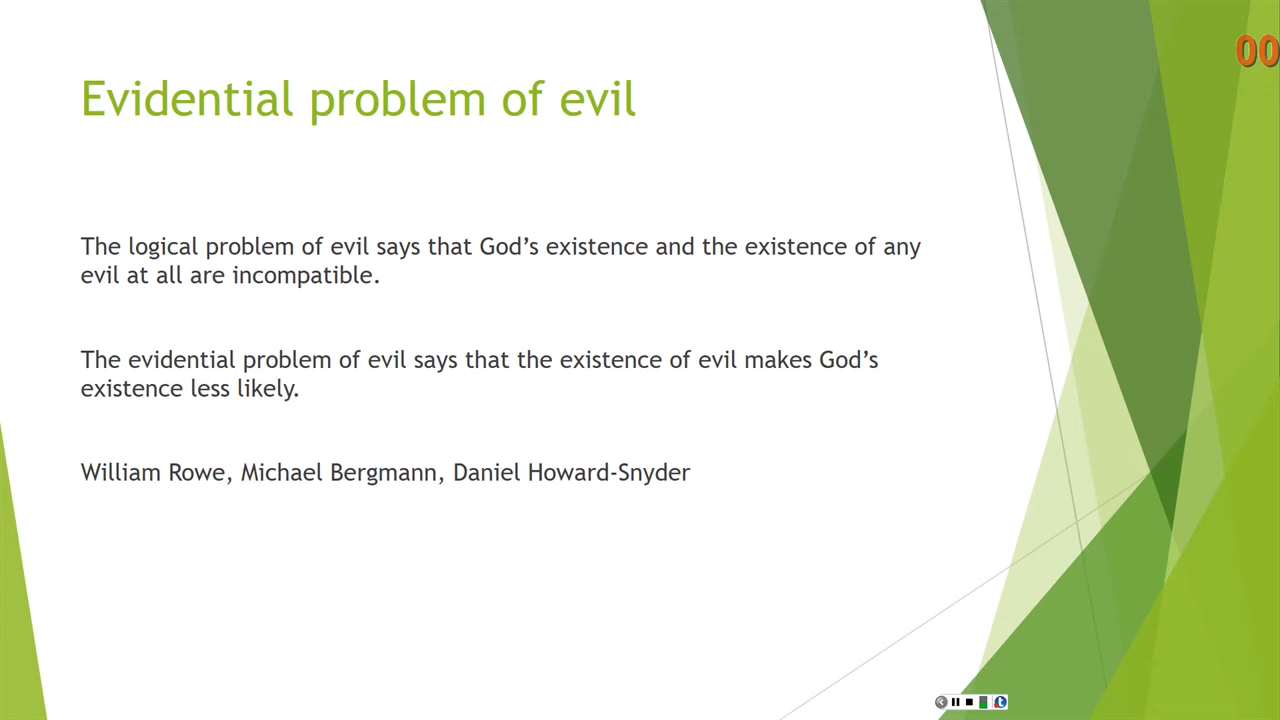 00
Evidential problem of evil
The logical problem of evil says that God’s existence and the existence of any
evil at all are incompatible.
The evidential problem of evil says that the existence of evil makes God’s
existence less likely.
William Rowe, Michael Bergmann, Daniel Howard-Snyder